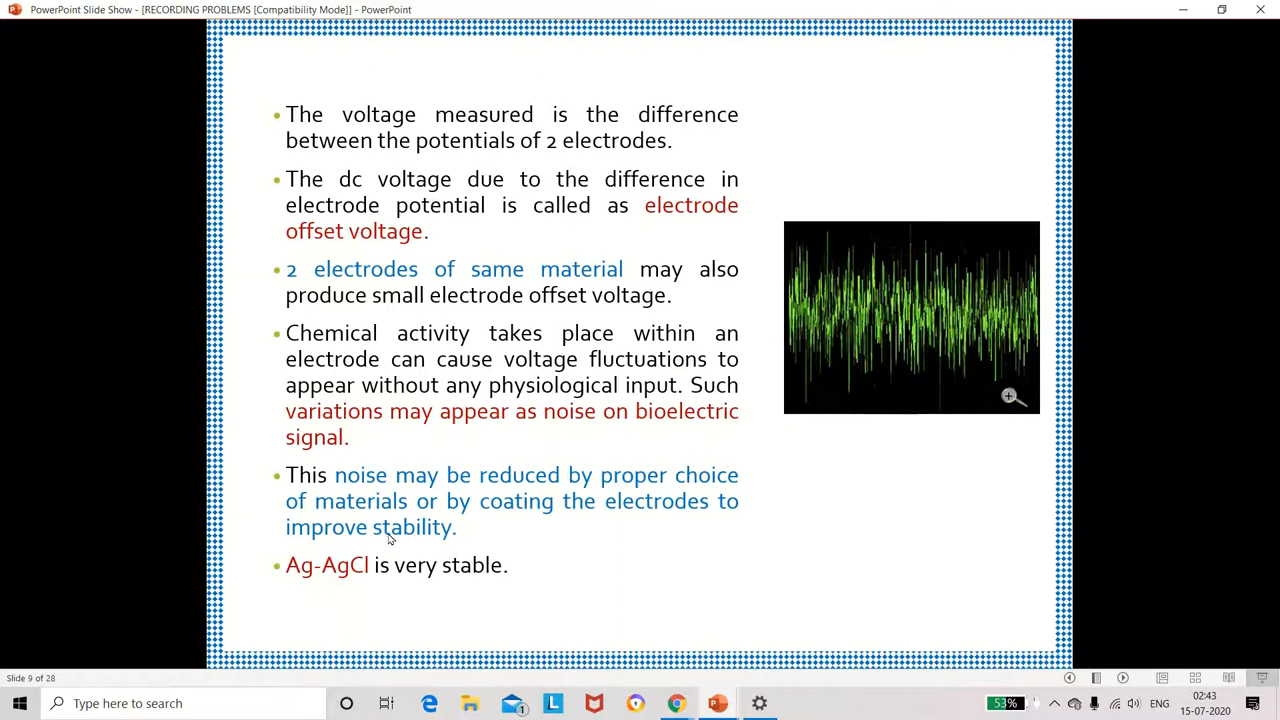 PowerPoint Slide Show - [RECORDING PROBLEMS [Compatibility Mode]] - PowerPoint
• The voltage measured is the difference
between the potentials of 2 electrodes.
• The dc voltage due to the difference in
electrode potential is called as electrode
offset voltage.
• 2 electrodes of same material may also
produce small electrode offset voltage.
• Chemical activity takes place within an
electrode can cause voltage fluctuations to
appear without any physiological input. Such
variations may appear as noise on bioelectric
signal.
• This noise may be reduced by proper choice
of materials or by coating the electrodes to
improve stability.
• Ag-AgCl is very stable.
Slide 9 of 28
Type here to search
1
L
53%
ENG
02:43
15-07-2020